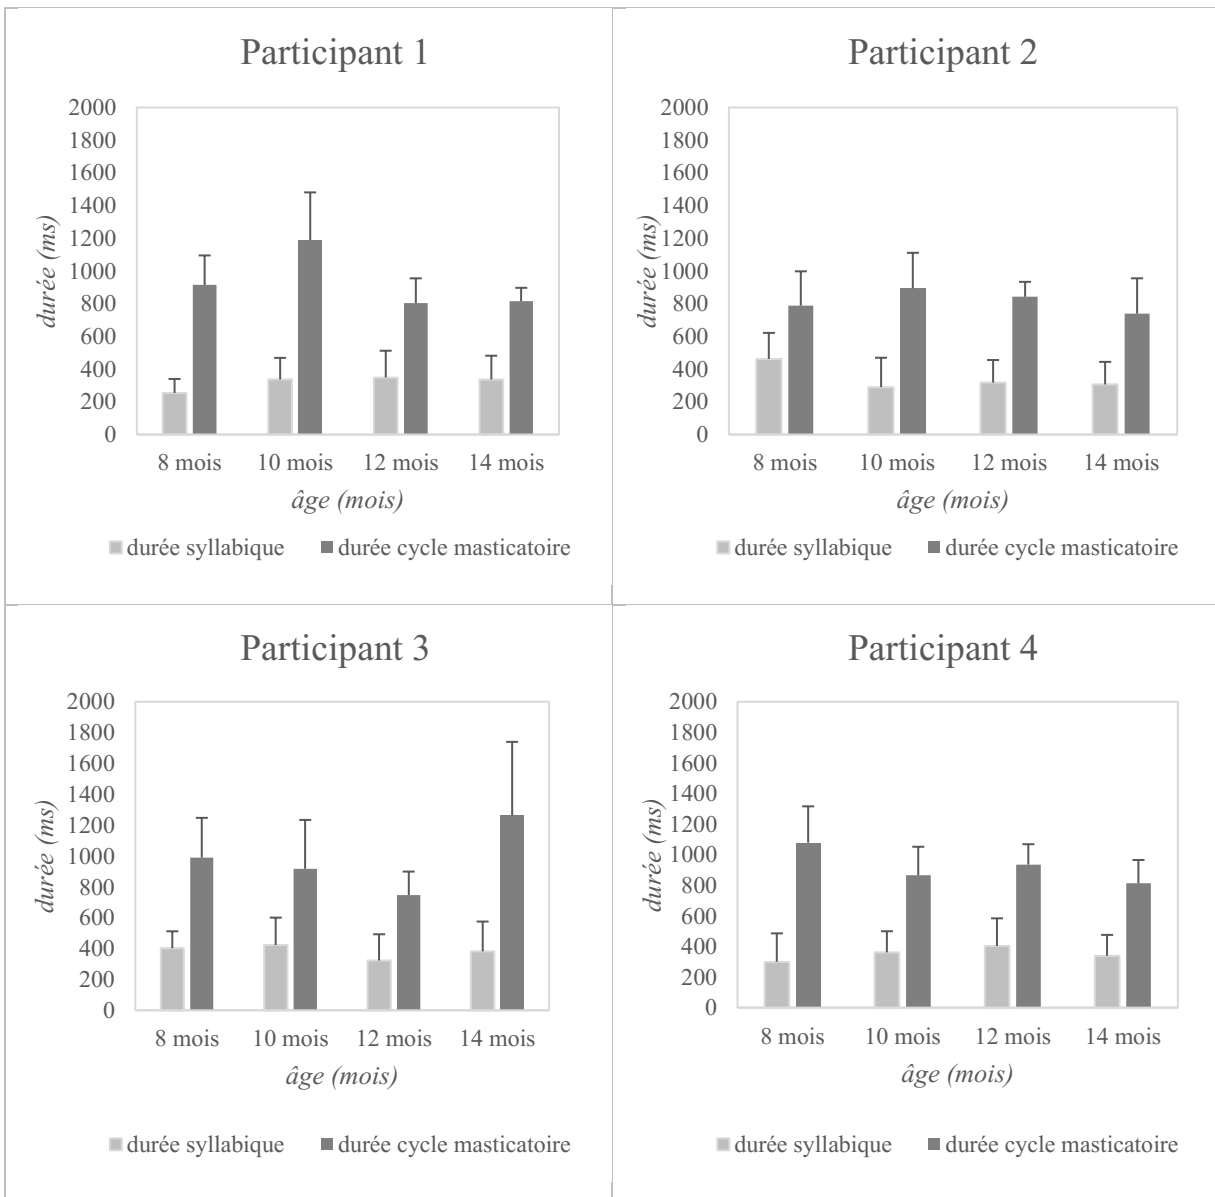 Participant 1
2000
1800
1600
1400
1200
1000
800
600
400
200
0
durée (ms)
8 mois 10 mois 12 mois 14 mois
âge (mois)
durée syllabique durée cycle masticatoire
Participant 2
2000
1800
1600
1400
1200
1000
800
600
400
200
0
durée (ms)
8 mois 10 mois 12 mois 14 mois
âge (mois)
durée syllabique durée cycle masticatoire
Participant 3
2000
1800
1600
1400
1200
1000
800
600
400
200
0
durée (ms)
8 mois 10 mois 12 mois 14 mois
âge (mois)
durée syllabique durée cycle masticatoire
Participant 4
2000
1800
1600
1400
1200
1000
800
600
400
200
0
durée (ms)
8 mois 10 mois 12 mois 14 mois
âge (mois)
durée syllabique durée cycle masticatoire